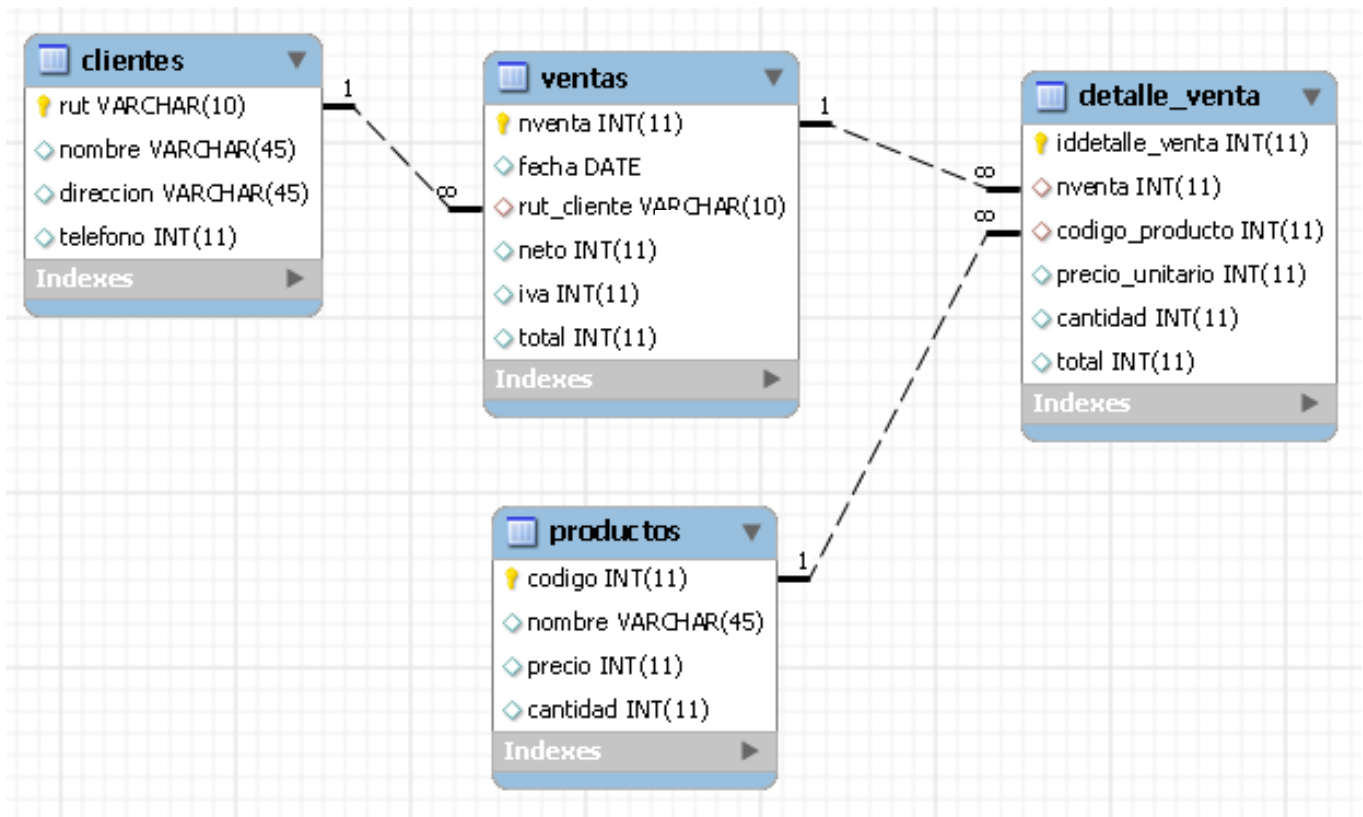 clientes
rut VARCHAR(10)
nombre VARCHAR(45)
direccion VARCHAR(45)
telefono INT(11)
Indexes
1
∞
ventas
nventa INT(11)
fecha DATE
rut_cliente VARCHAR(10)
neto INT(11)
iva INT(11)
total INT(11)
Indexes
1
∞
detalle_venta
iddetalle_venta INT(11)
nventa INT(11)
codigo_producto INT(11)
precio_unitario INT(11)
cantidad INT(11)
total INT(11)
Indexes
∞
1
productos
codigo INT(11)
nombre VARCHAR(45)
precio INT(11)
cantidad INT(11)
Indexes